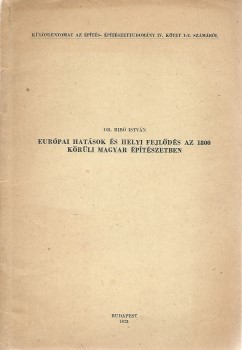 KÜLÖNLENYOMAT AZ ÉPÍTÉS- ÉPÍTÉSZETTUDOMÁNY IV. KÖTET 1-2. SZÁMÁBÓL
DR. BIBÓ ISTVÁN
EURÓPAI HATÁSOK ÉS HELYI FEJLŐDÉS AZ 1800
KÖRÜLI MAGYAR ÉPÍTÉSZETBEN
BUDAPEST